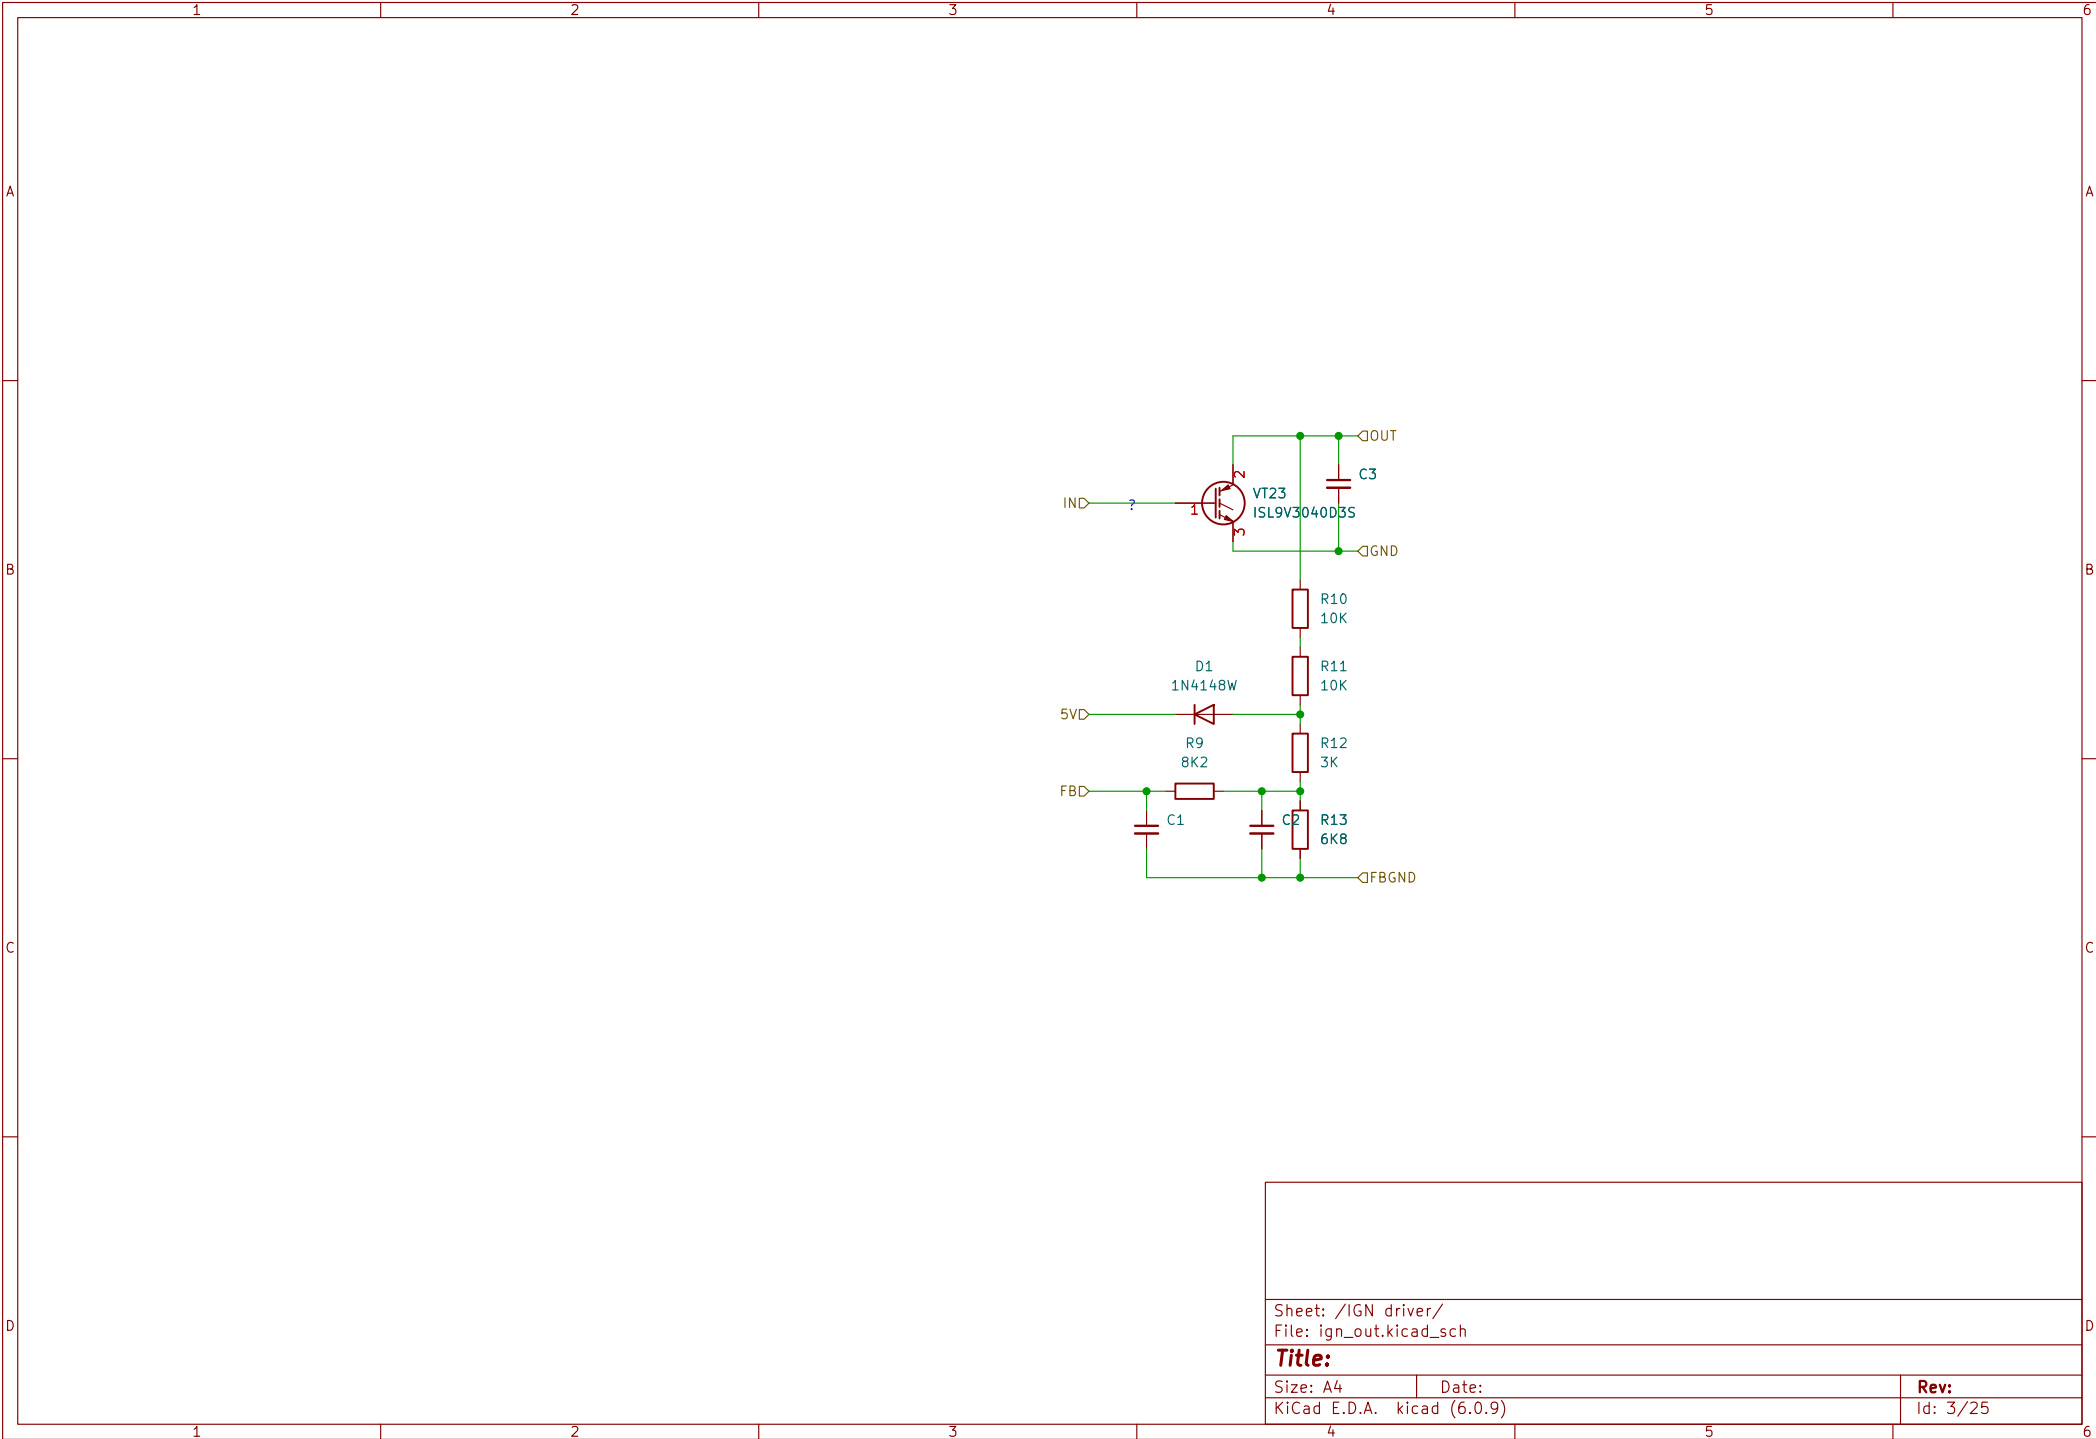 1 2 3 4 5 6
A A
OUT
C3
2
VT23
IN ? 1
ISL9V3040D3S
3
GND
B B
R10
10K
D1 R11
1N4148W 10K
5V
R9 R12
8K2 3K
FB
C1 C2 R13
6K8
FBGND
C C
Sheet: /IGN driver/
File: ign_out.kicad_sch
D D
Title:
Size: A4 Date: Rev:
KiCad E.D.A. kicad (6.0.9) Id: 3/25
1 2 3 4 5 6